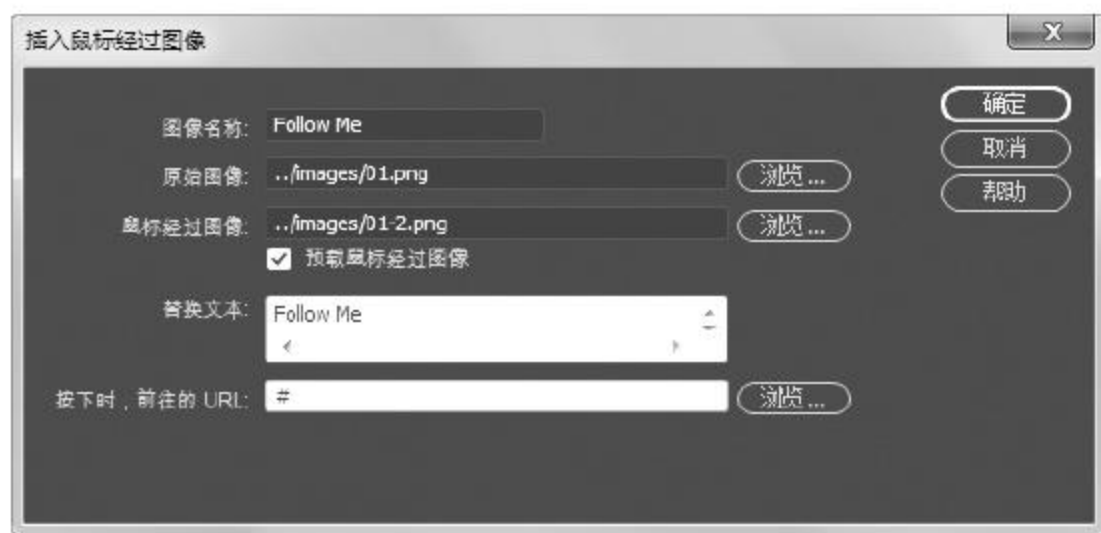 插入鼠标经过图像
X
图像名称: Follow Me
确定
取消
原始图像: ../images/01.png 浏览...
帮助
鼠标经过图像: ../images/01-2.png 浏览...
预载鼠标经过图像
替换文本: Follow Me
按下时，前往的 URL: # 浏览...